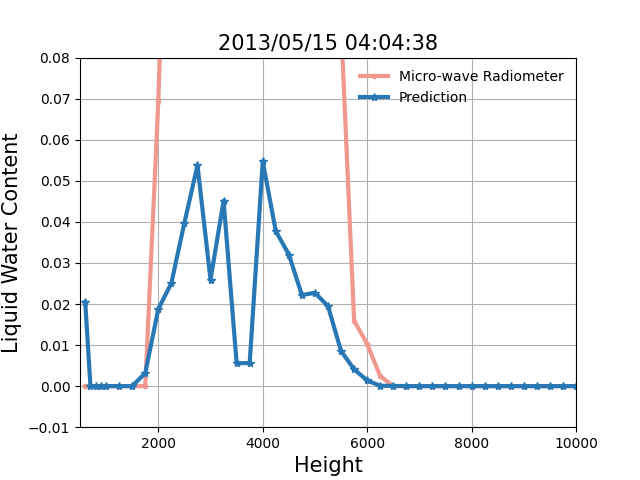 2013/05/15 04:04:38
Liquid Water Content
0.08
0.07
0.06
0.05
0.04
0.03
0.02
0.01
0.00
−0.01
Micro-wave Radiometer
Prediction
2000 4000 6000 8000 10000
Height